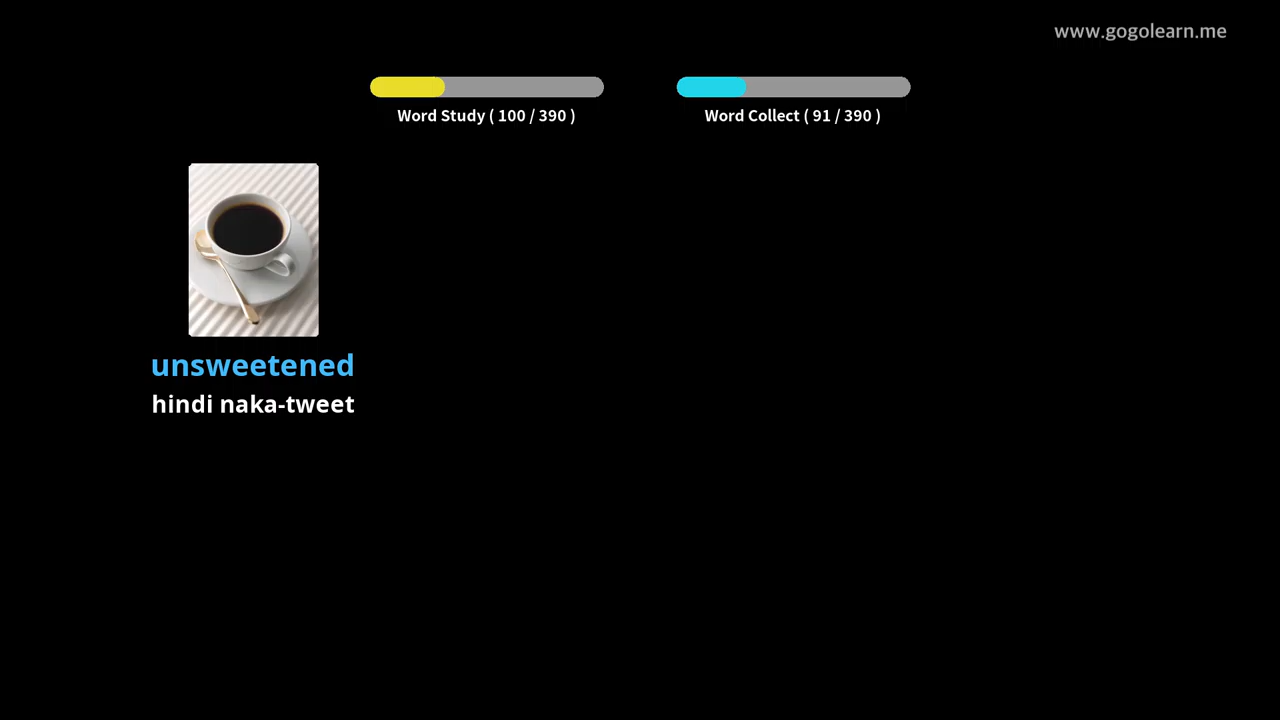 www.gogolearn.me
Word Study ( 100 / 390 )
Word Collect ( 91 / 390 )
unsweetened
hindi naka-tweet